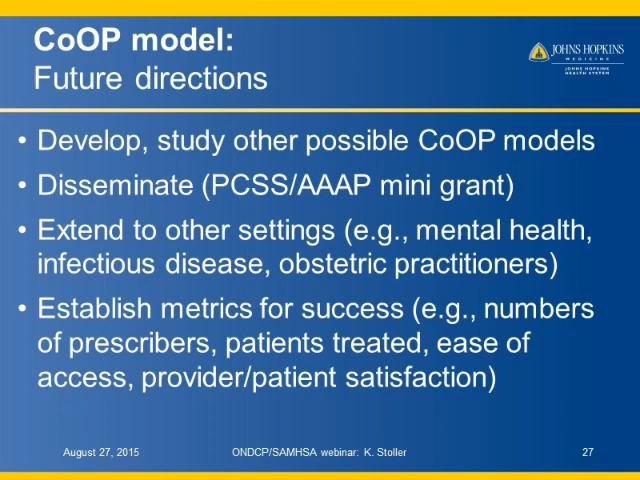 CoOP model:
Future directions
JOHNS HOPKINS
MEDICINE
JOHNS HOPKINS
HEALTH SYSTEM
• Develop, study other possible CoOP models
• Disseminate (PCSS/AAAP mini grant)
• Extend to other settings (e.g., mental health,
infectious disease, obstetric practitioners)
• Establish metrics for success (e.g., numbers
of prescribers, patients treated, ease of
access, provider/patient satisfaction)
August 27, 2015 ONDCP/SAMHSA webinar: K. Stoller 27